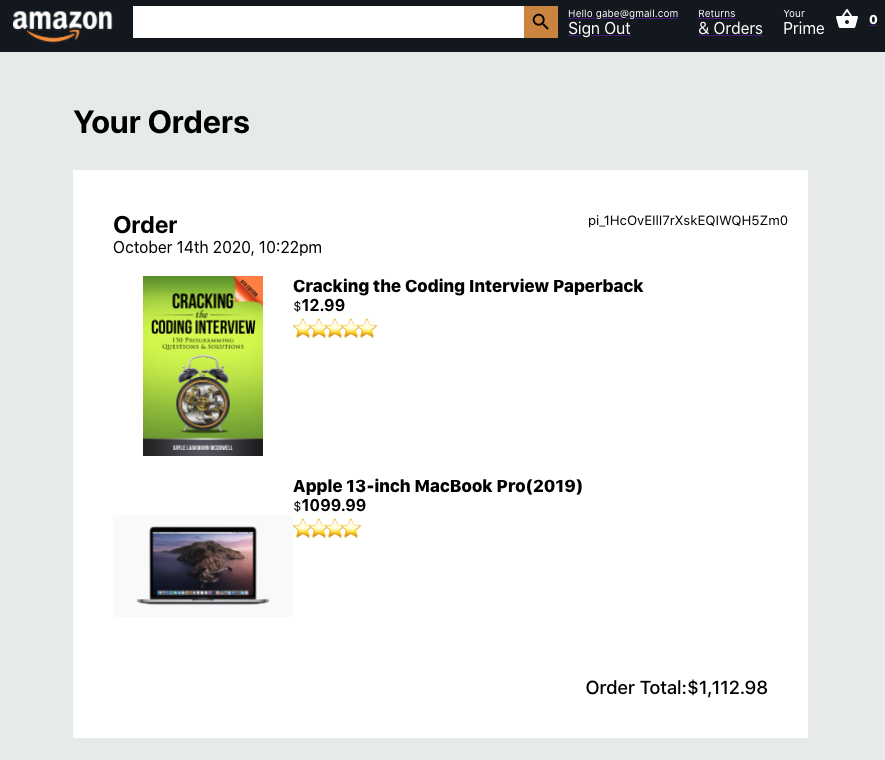 amazon
Hello gabe@gmail.com
Sign Out
Returns
& Orders
Your
Prime
0
Your Orders
Order
pi_1HcOvEIlI7rXskEQIWQH5Zm0
October 14th 2020, 10:22pm
CRACKING
the
CODING INTERVIEW
150 PROGRAMMING
QUESTIONS & SOLUTIONS
Cracking the Coding Interview Paperback
$12.99
Apple 13-inch MacBook Pro(2019)
$1099.99
Order Total:$1,112.98